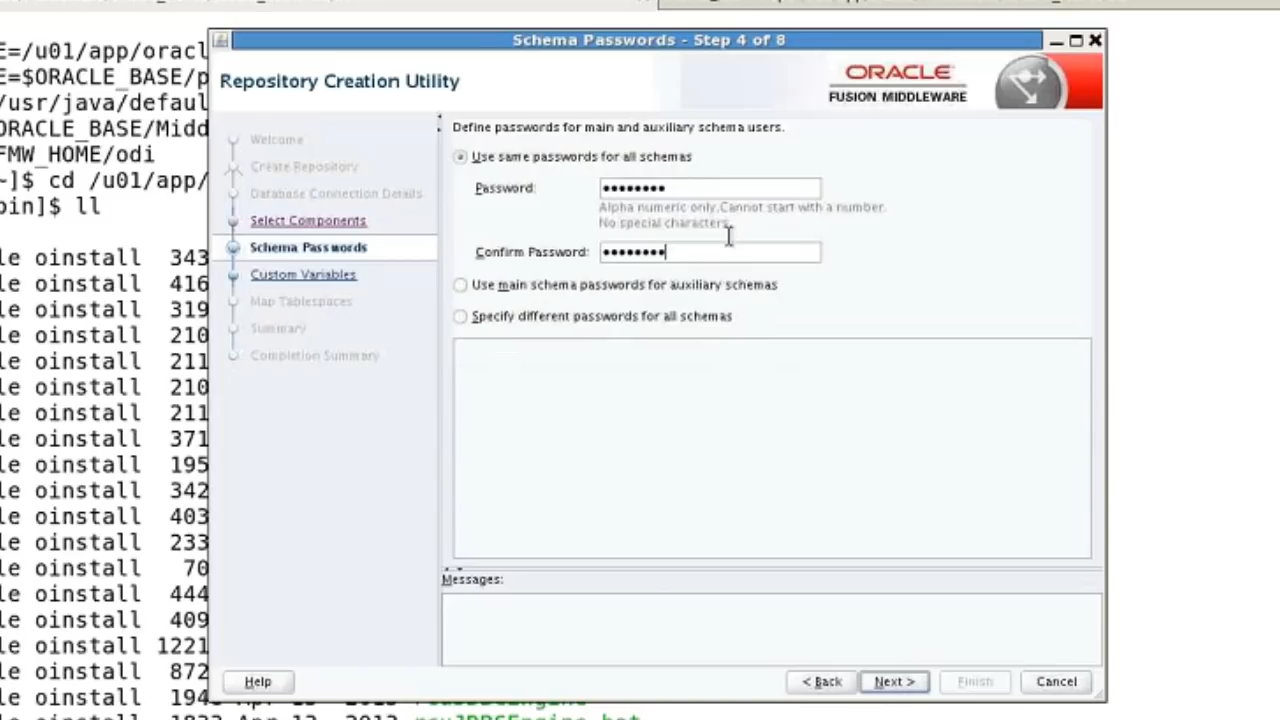 E=/u01/app/oracl
E=$ORACLE_BASE/p
/usr/java/defaul
ORACLE_BASE/Midd
FMW_HOME/odi
~]$ cd /u01/app/
bin]$ ll
le oinstall 343
le oinstall 416
le oinstall 319
le oinstall 210
le oinstall 211
le oinstall 210
le oinstall 211
le oinstall 371
le oinstall 195
le oinstall 342
le oinstall 403
le oinstall 233
le oinstall 70
le oinstall 444
le oinstall 409
le oinstall 1221
le oinstall 872
le oinstall 194
Schema Passwords - Step 4 of 8
Repository Creation Utility
ORACLE
FUSION MIDDLEWARE
Welcome
Create Repository
Database Connection Details
Select Components
Schema Passwords
Custom Variables
Map Tablespaces
Summary
Completion Summary
Define passwords for main and auxiliary schema users.
Use same passwords for all schemas
Password: ••••••••
Alpha numeric only.Cannot start with a number.
No special characters.
Confirm Password: ••••••••
Use main schema passwords for auxiliary schemas
Specify different passwords for all schemas
Messages:
Help
< Back
Next >
Finish
Cancel